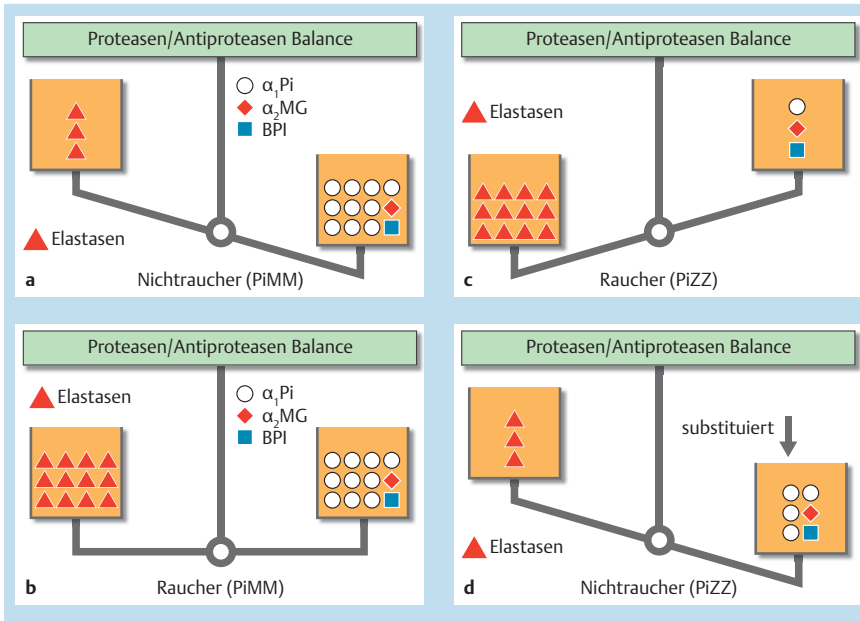 Proteasen/Antiproteasen Balance
α₁Pi
α₂MG
BPI
Elastasen
a
Nichtraucher (PiMM)
Proteasen/Antiproteasen Balance
Elastasen
c
Raucher (PiZZ)
Proteasen/Antiproteasen Balance
Elastasen
α₁Pi
α₂MG
BPI
b
Raucher (PiMM)
Proteasen/Antiproteasen Balance
substituiert
Elastasen
d
Nichtraucher (PiZZ)